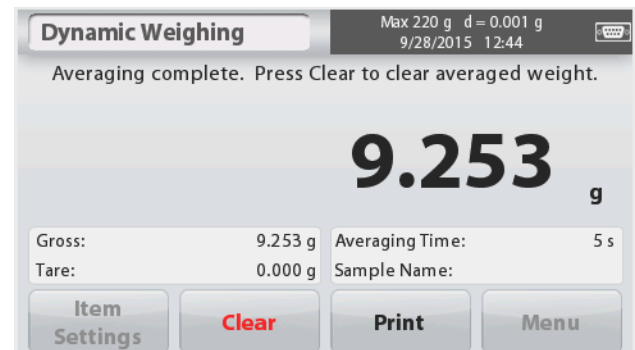 Dynamic Weighing
Max 220 g d = 0.001 g
9/28/2015 12:44
Averaging complete. Press Clear to clear averaged weight.
9.253 g
Gross: 9.253 g
Tare: 0.000 g
Averaging Time: 5 s
Sample Name:
Item
Settings
Clear
Print
Menu